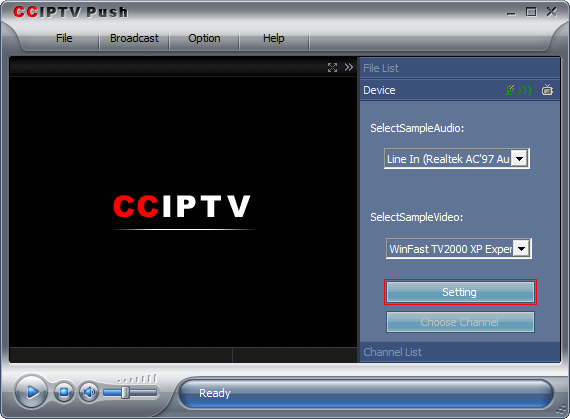 CCIPTV Push
File Broadcast Option Help
File List
Device
SelectSampleAudio:
Line In (Realtek AC'97 Au
SelectSampleVideo:
WinFast TV2000 XP Exper
CCIPTV
Setting
Choose Channel
Channel List
Ready